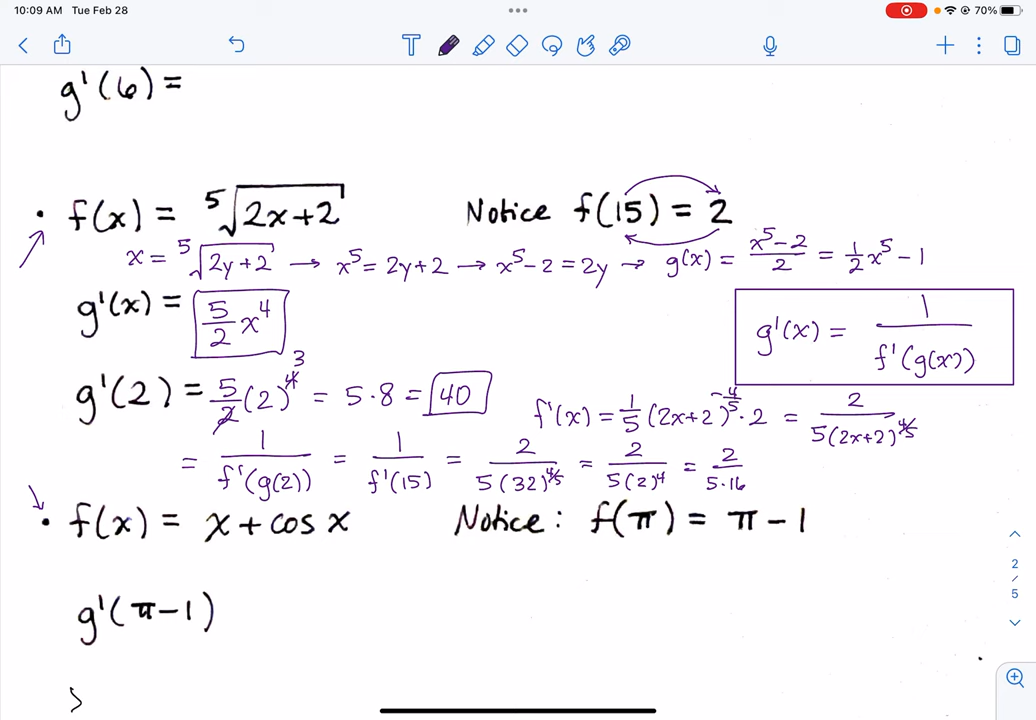 10:09 AM Tue Feb 28
70%
T
g'(6) =
• f(x) = ⁵√(2x+2) Notice f(15) = 2
x = ⁵√(2y+2) → x⁵ = 2y+2 → x⁵-2 = 2y → g(x) = (x⁵-2)/2 = 1/2 x⁵ - 1
g'(x) = 5/2 x⁴
g'(x) = 1/(f'(g(x)))
g'(2) = 5/2 (2)⁴ ³ = 5·8 = 40
f'(x) = 1/5 (2x+2)^(-4/5) · 2 = 2/(5(2x+2)^(4/5))
= 1/(f'(g(2))) = 1/(f'(15)) = 2/(5(32)^(4/5)) = 2/(5(2)⁴) = 2/(5·16)
• f(x) = x + cos x Notice: f(π) = π - 1
g'(π-1)
2
/
5